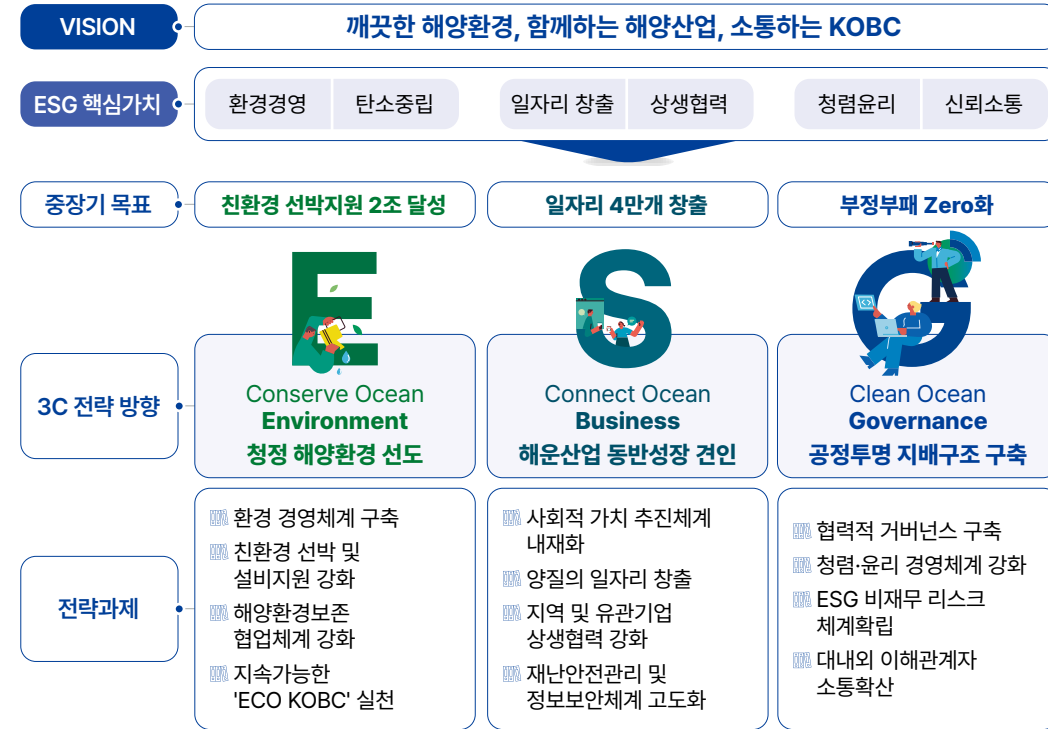 VISION
깨끗한 해양환경, 함께하는 해양산업, 소통하는 KOBC
ESG 핵심가치
환경경영
탄소중립
일자리 창출
상생협력
청렴윤리
신뢰소통
중장기 목표
친환경 선박지원 2조 달성
일자리 4만개 창출
부정부패 Zero화
E
S
G
3C 전략 방향
Conserve Ocean
Environment
청정 해양환경 선도
Connect Ocean
Business
해운산업 동반성장 견인
Clean Ocean
Governance
공정투명 지배구조 구축
전략과제
환경 경영체계 구축
친환경 선박 및
설비지원 강화
해양환경보존
협업체계 강화
지속가능한
'ECO KOBC' 실천
사회적 가치 추진체계
내재화
양질의 일자리 창출
지역 및 유관기업
상생협력 강화
재난안전관리 및
정보보안체계 고도화
협력적 거버넌스 구축
청렴·윤리 경영체계 강화
ESG 비재무 리스크
체계확립
대내외 이해관계자
소통확산